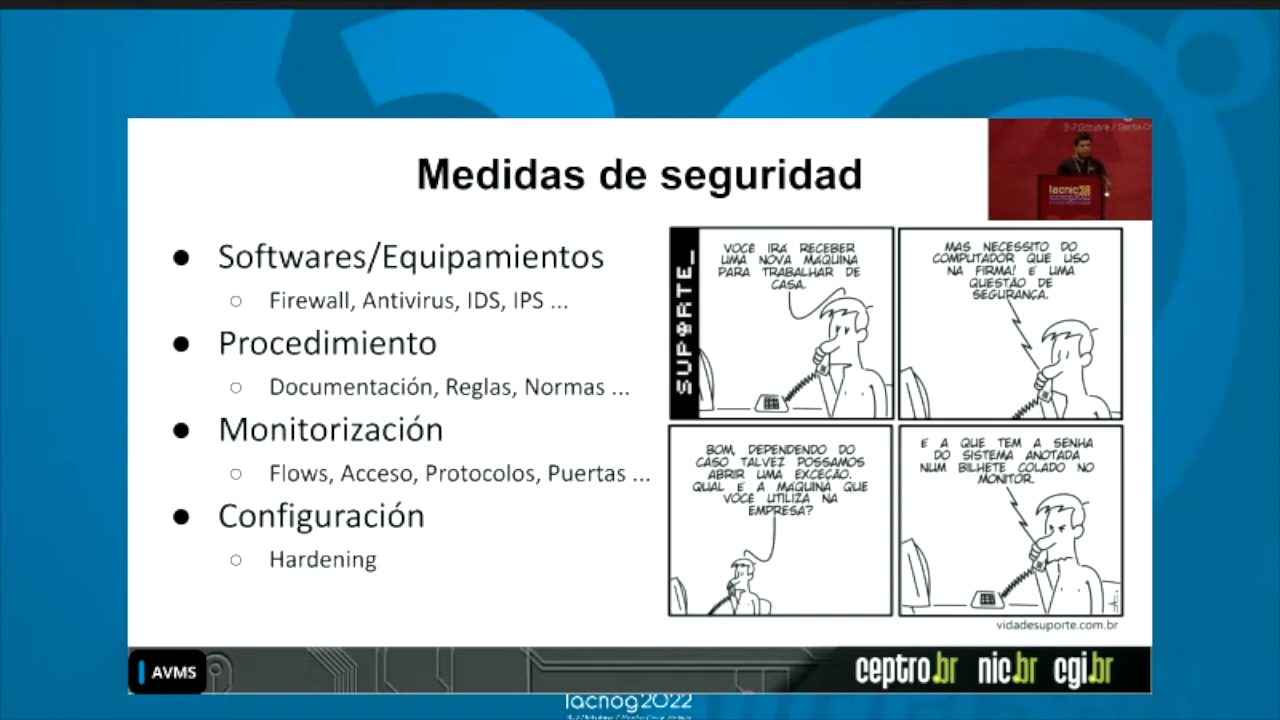 Medidas de seguridad
● Softwares/Equipamientos
○ Firewall, Antivirus, IDS, IPS ...
● Procedimiento
○ Documentación, Reglas, Normas ...
● Monitorización
○ Flows, Acceso, Protocolos, Puertas ...
● Configuración
○ Hardening
SUPORTE_
VOCÊ IRÁ RECEBER
UMA NOVA MÁQUINA
PARA TRABALHAR DE
CASA.
MAS NECESSITO DO
COMPUTADOR QUE USO
NA FIRMA! É UMA
QUESTÃO DE
SEGURANÇA.
BOM, DEPENDENDO DO
CASO TALVEZ POSSAMOS
ABRIR UMA EXCEÇÃO.
QUAL É A MÁQUINA QUE
VOCÊ UTILIZA NA
EMPRESA?
É A QUE TEM A SENHA
DO SISTEMA ANOTADA
NUM BILHETE COLADO NO
MONITOR.
vidadesuporte.com.br
lacnic38
AVMS
ceptro.br nic.br cgi.br
lacnog2022